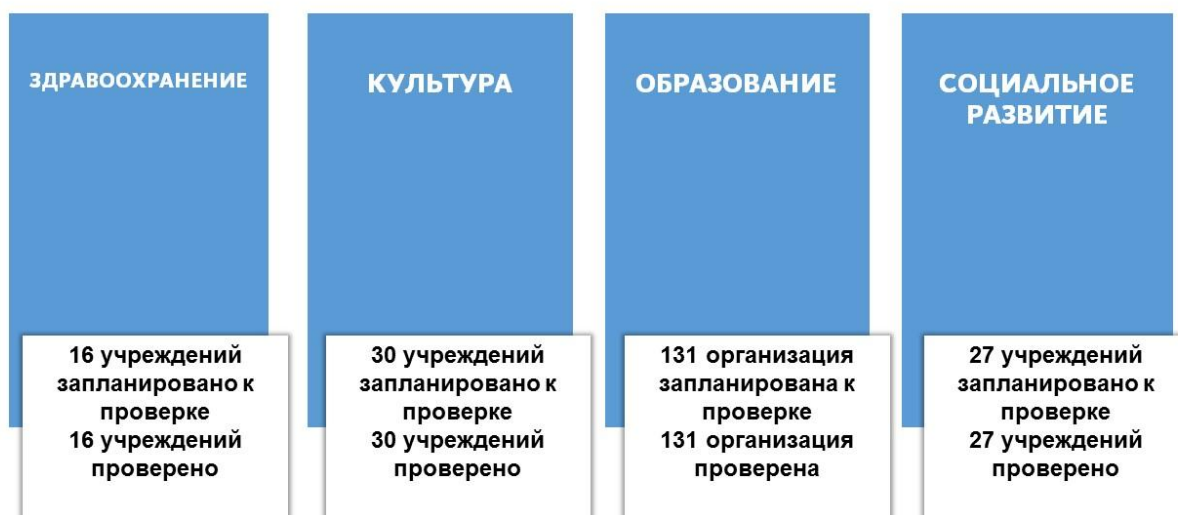 ЗДРАВООХРАНЕНИЕ
16 учреждений
запланировано к
проверке
16 учреждений
проверено
КУЛЬТУРА
30 учреждений
запланировано к
проверке
30 учреждений
проверено
ОБРАЗОВАНИЕ
131 организация
запланирована к
проверке
131 организация
проверена
СОЦИАЛЬНОЕ
РАЗВИТИЕ
27 учреждений
запланировано к
проверке
27 учреждений
проверено